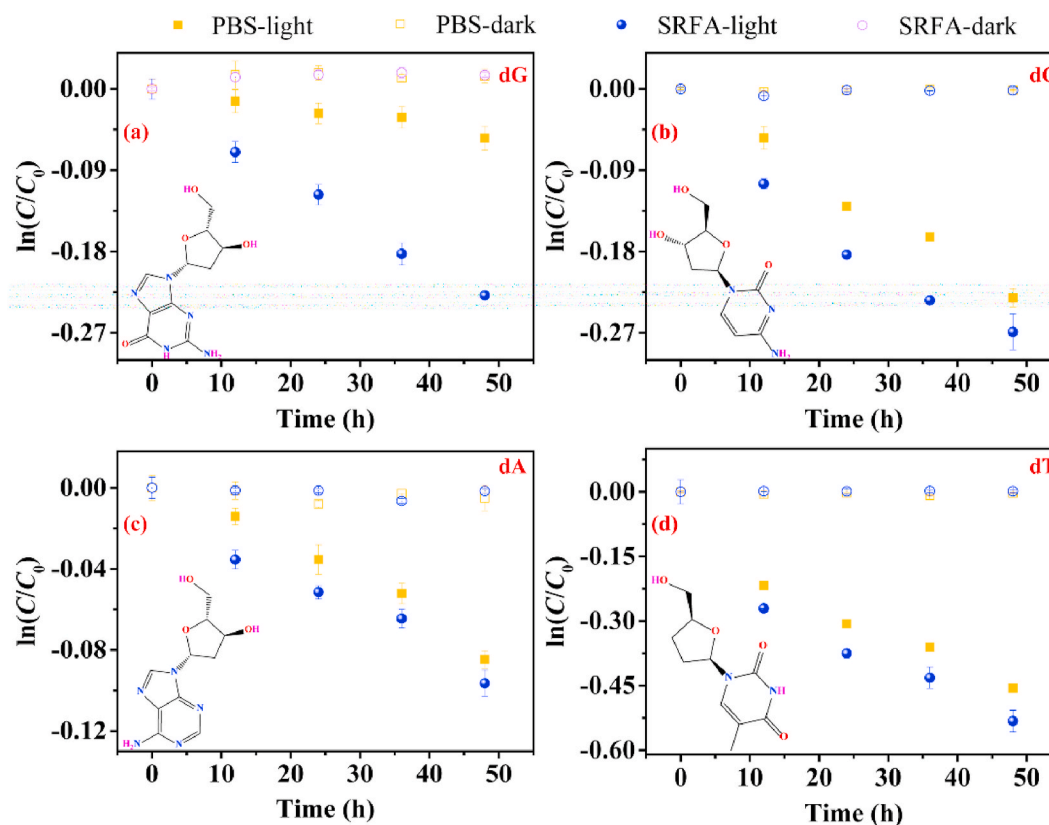 PBS-light PBS-dark SRFA-light SRFA-dark
dG
(a)
ln(C/C0)
0.00
-0.09
-0.18
-0.27
HO
O
OH
N
N
N
N
H
O
NH2
0 10 20 30 40 50
Time (h)
(b)
ln(C/C0)
0.00
-0.09
-0.18
-0.27
HO
HO
O
O
N
N
NH2
0 10 20 30 40 50
Time (h)
dA
(c)
ln(C/C0)
0.00
-0.04
-0.08
-0.12
HO
O
OH
N
N
N
N
H2N
0 10 20 30 40 50
Time (h)
dT
(d)
ln(C/C0)
0.00
-0.15
-0.30
-0.45
-0.60
HO
O
O
N
NH
O
0 10 20 30 40 50
Time (h)